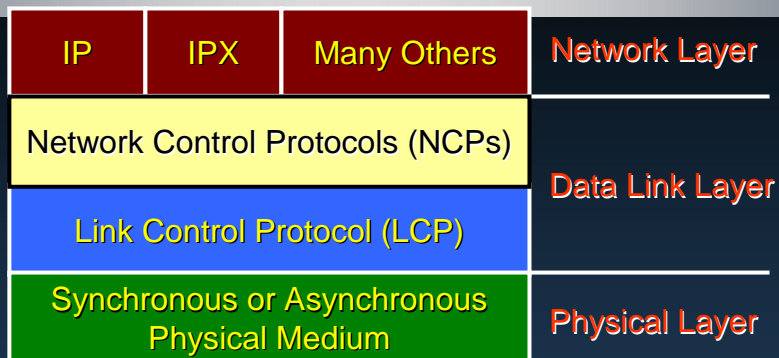 IP IPX Many Others Network Layer
Network Control Protocols (NCPs)
Data Link Layer
Link Control Protocol (LCP)
Synchronous or Asynchronous
Physical Medium
Physical Layer